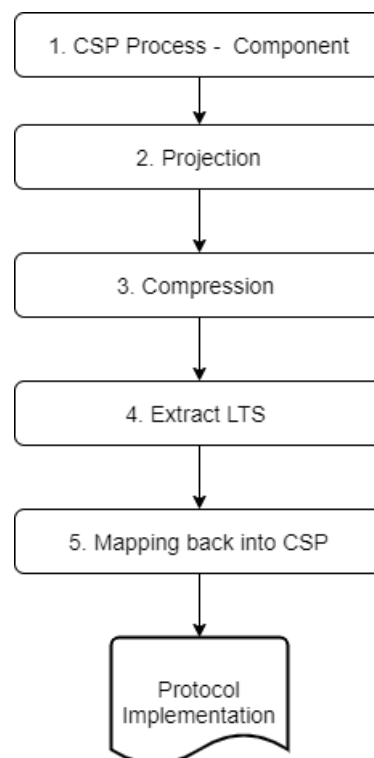 1. CSP Process - Component
2. Projection
3. Compression
4. Extract LTS
5. Mapping back into CSP
Protocol
Implementation